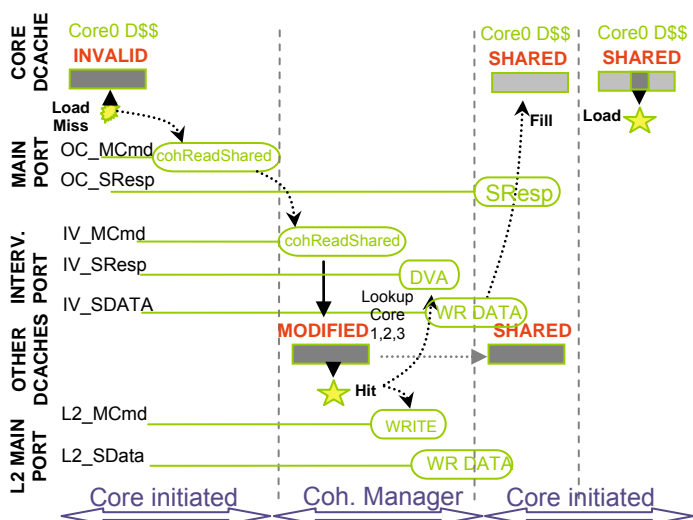 Core0 D$$
Core0 D$$
Core0 D$$
CORE
DCACHE
INVALID
SHARED
SHARED
Load
Miss
Fill
Load
MAIN
PORT
OC_MCmd
cohReadShared
OC_SResp
SResp
INTERV.
PORT
IV_MCmd
cohReadShared
IV_SResp
DVA
IV_SDATA
Lookup
Core
1,2,3
WR DATA
OTHER
DCACHES
MODIFIED
SHARED
Hit
L2 MAIN
PORT
L2_MCmd
WRITE
L2_SData
WR DATA
Core initiated
Coh. Manager
Core initiated